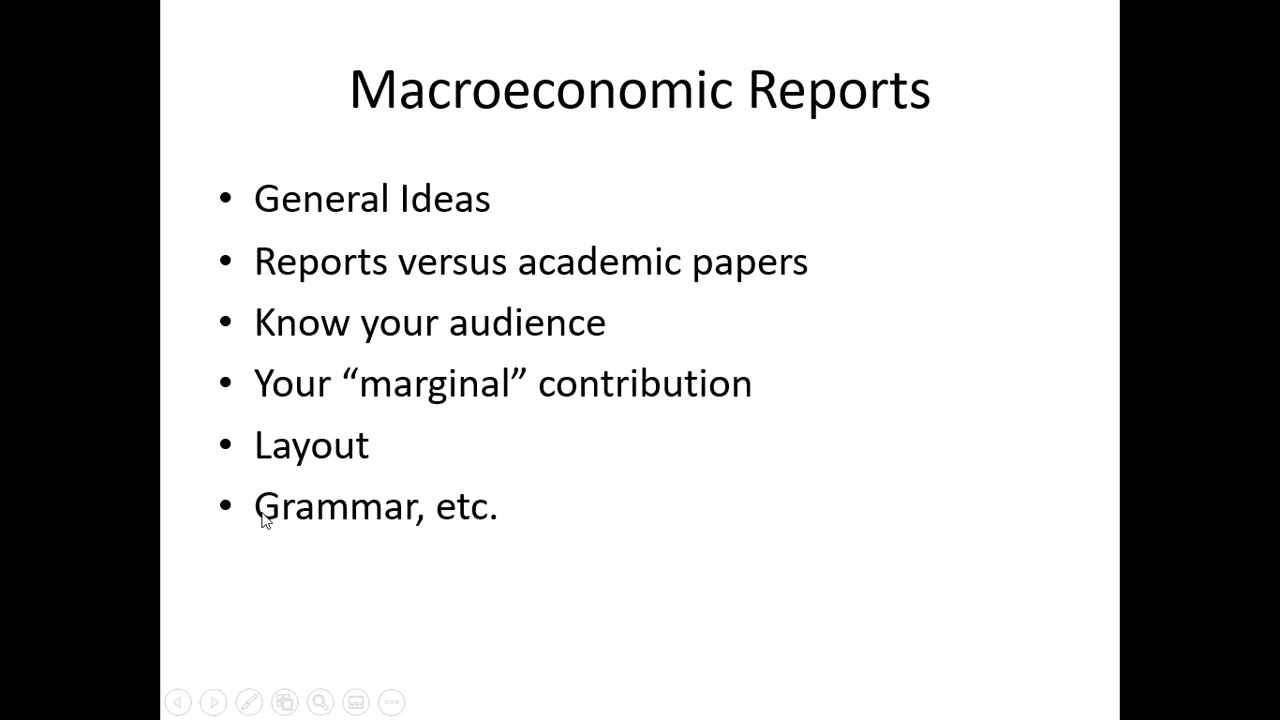 Macroeconomic Reports
• General Ideas
• Reports versus academic papers
• Know your audience
• Your “marginal” contribution
• Layout
• Grammar, etc.